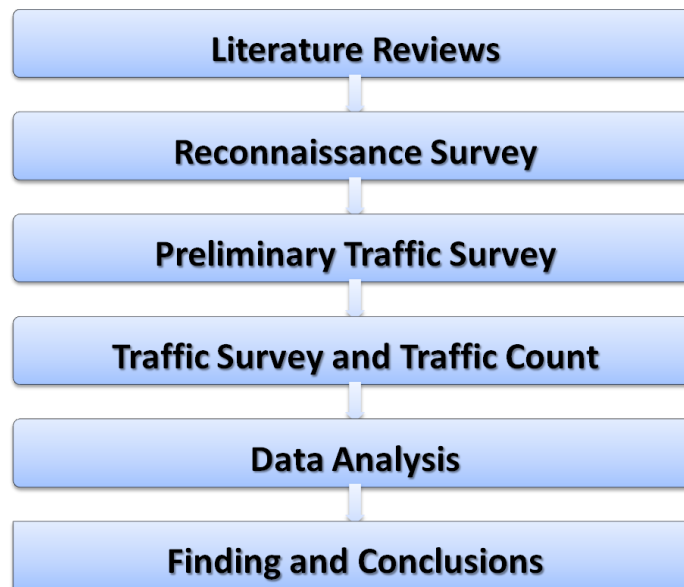 Literature Reviews
Reconnaissance Survey
Preliminary Traffic Survey
Traffic Survey and Traffic Count
Data Analysis
Finding and Conclusions